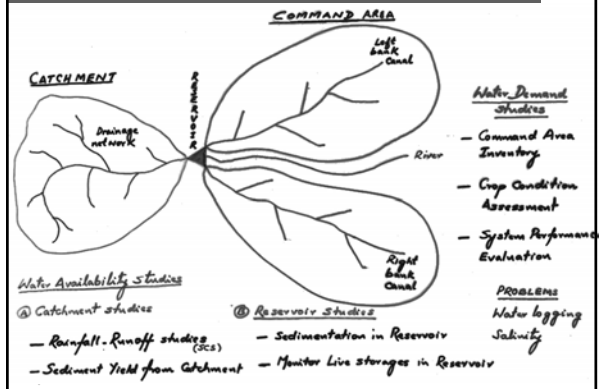 COMMAND AREA
Left
bank
Canal
CATCHMENT
RESERVOIR
Drainage
network
River
Right
bank
Canal
Water Demand
Studies
— Command Area
Inventory
— Crop Condition
Assessment
— System Performance
Evaluation
PROBLEMS
Water logging
Salinity
Water Availability Studies
Ⓐ Catchment studies
— Rainfall-Runoff studies
(SCS)
— Sediment Yield from Catchment
Ⓑ Reservoir Studies
— Sedimentation in Reservoir
— Monitor Live storages in Reservoir